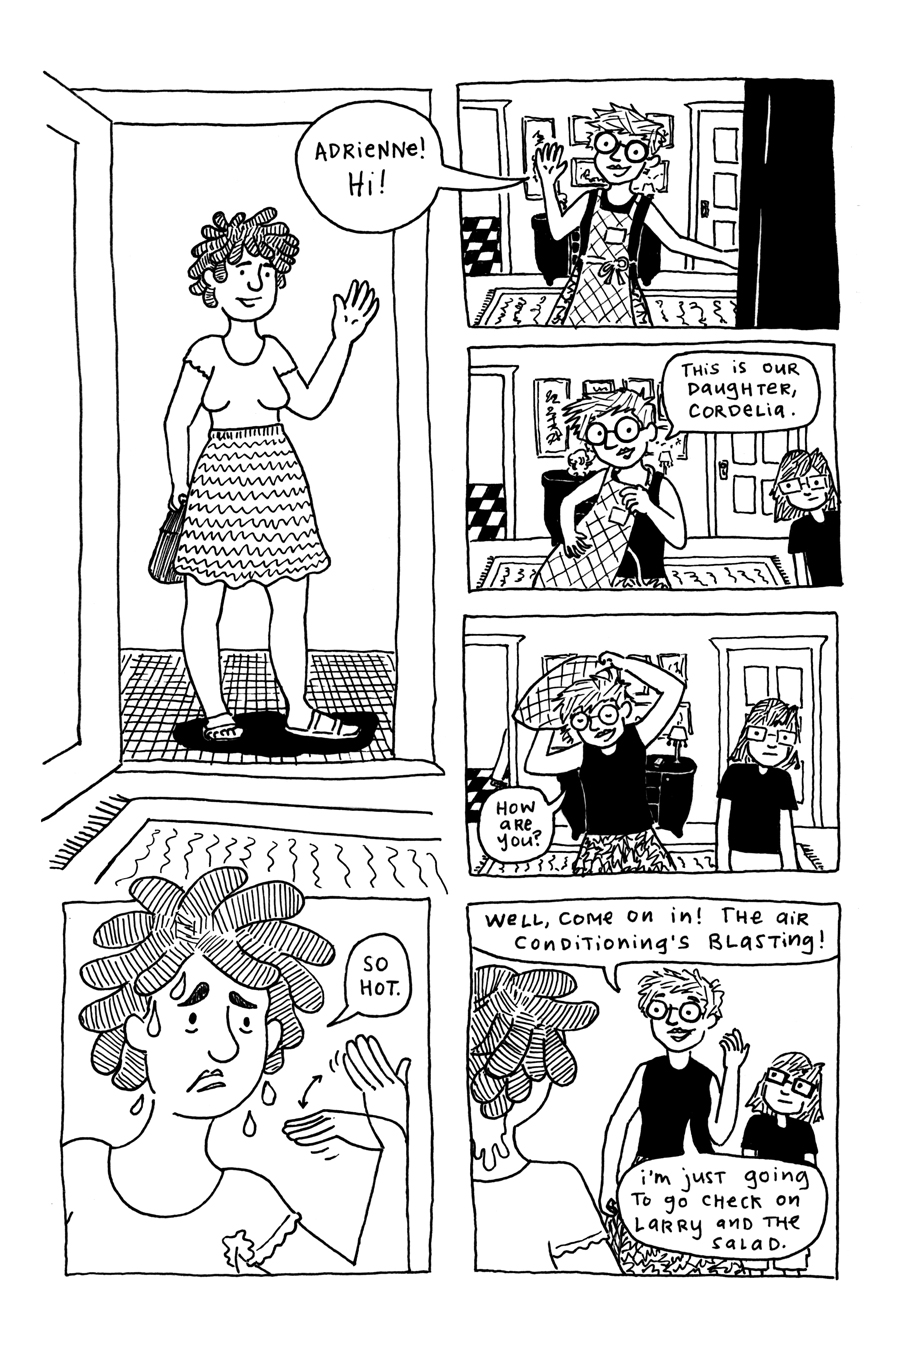 ADRIENNE!
Hi!
THIS iS OUR
DAUGHTER,
CORDELIA.
HOW
ARE
YOU?
SO
HOT.
WELL, COME ON iN! THE AiR
CONDiTiONiNG'S BLASTiNG!
i'm JUST GOiNG
TO GO CHECK ON
LARRY AND THE
SALAD.